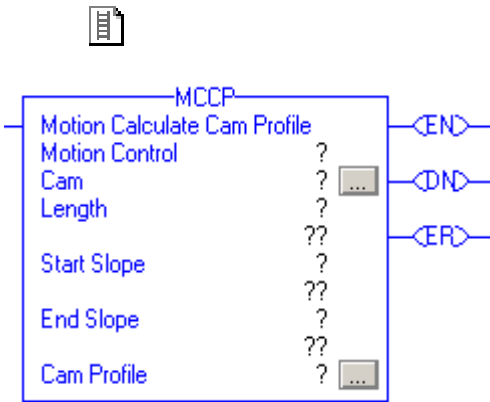 MCCP
Motion Calculate Cam Profile
EN
Motion Control ?
Cam ? ...
DN
Length ?
??
ER
Start Slope ?
??
End Slope ?
??
Cam Profile ? ...